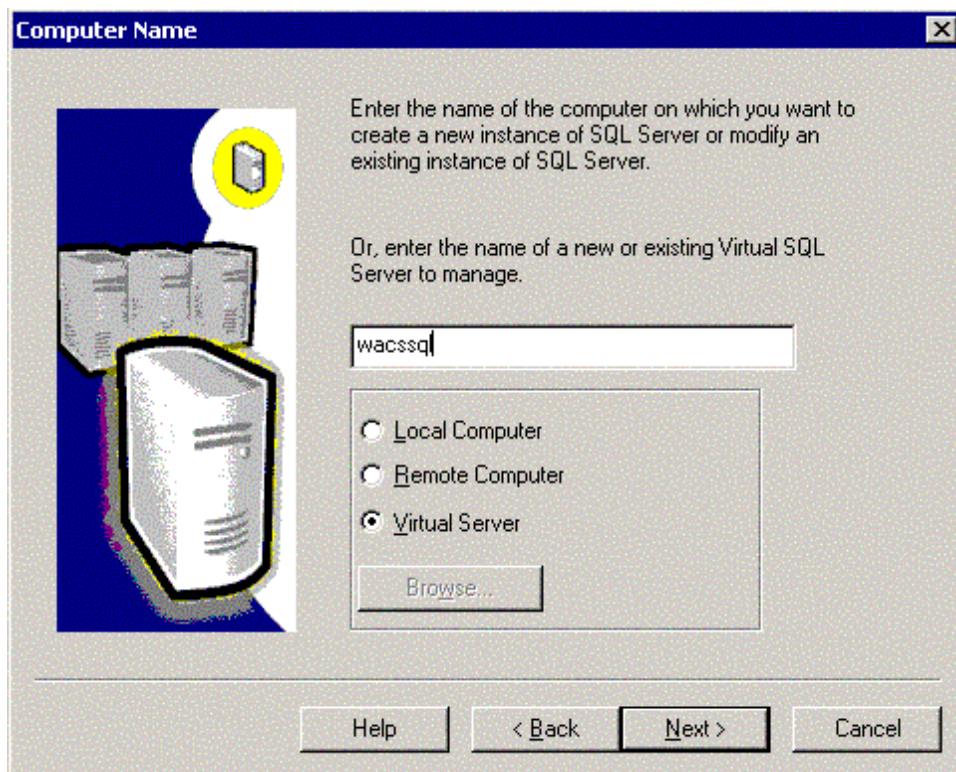 Computer Name
Enter the name of the computer on which you want to
create a new instance of SQL Server or modify an
existing instance of SQL Server.
Or, enter the name of a new or existing Virtual SQL
Server to manage.
wacssql
Local Computer
Remote Computer
Virtual Server
Browse...
Help
< Back
Next >
Cancel